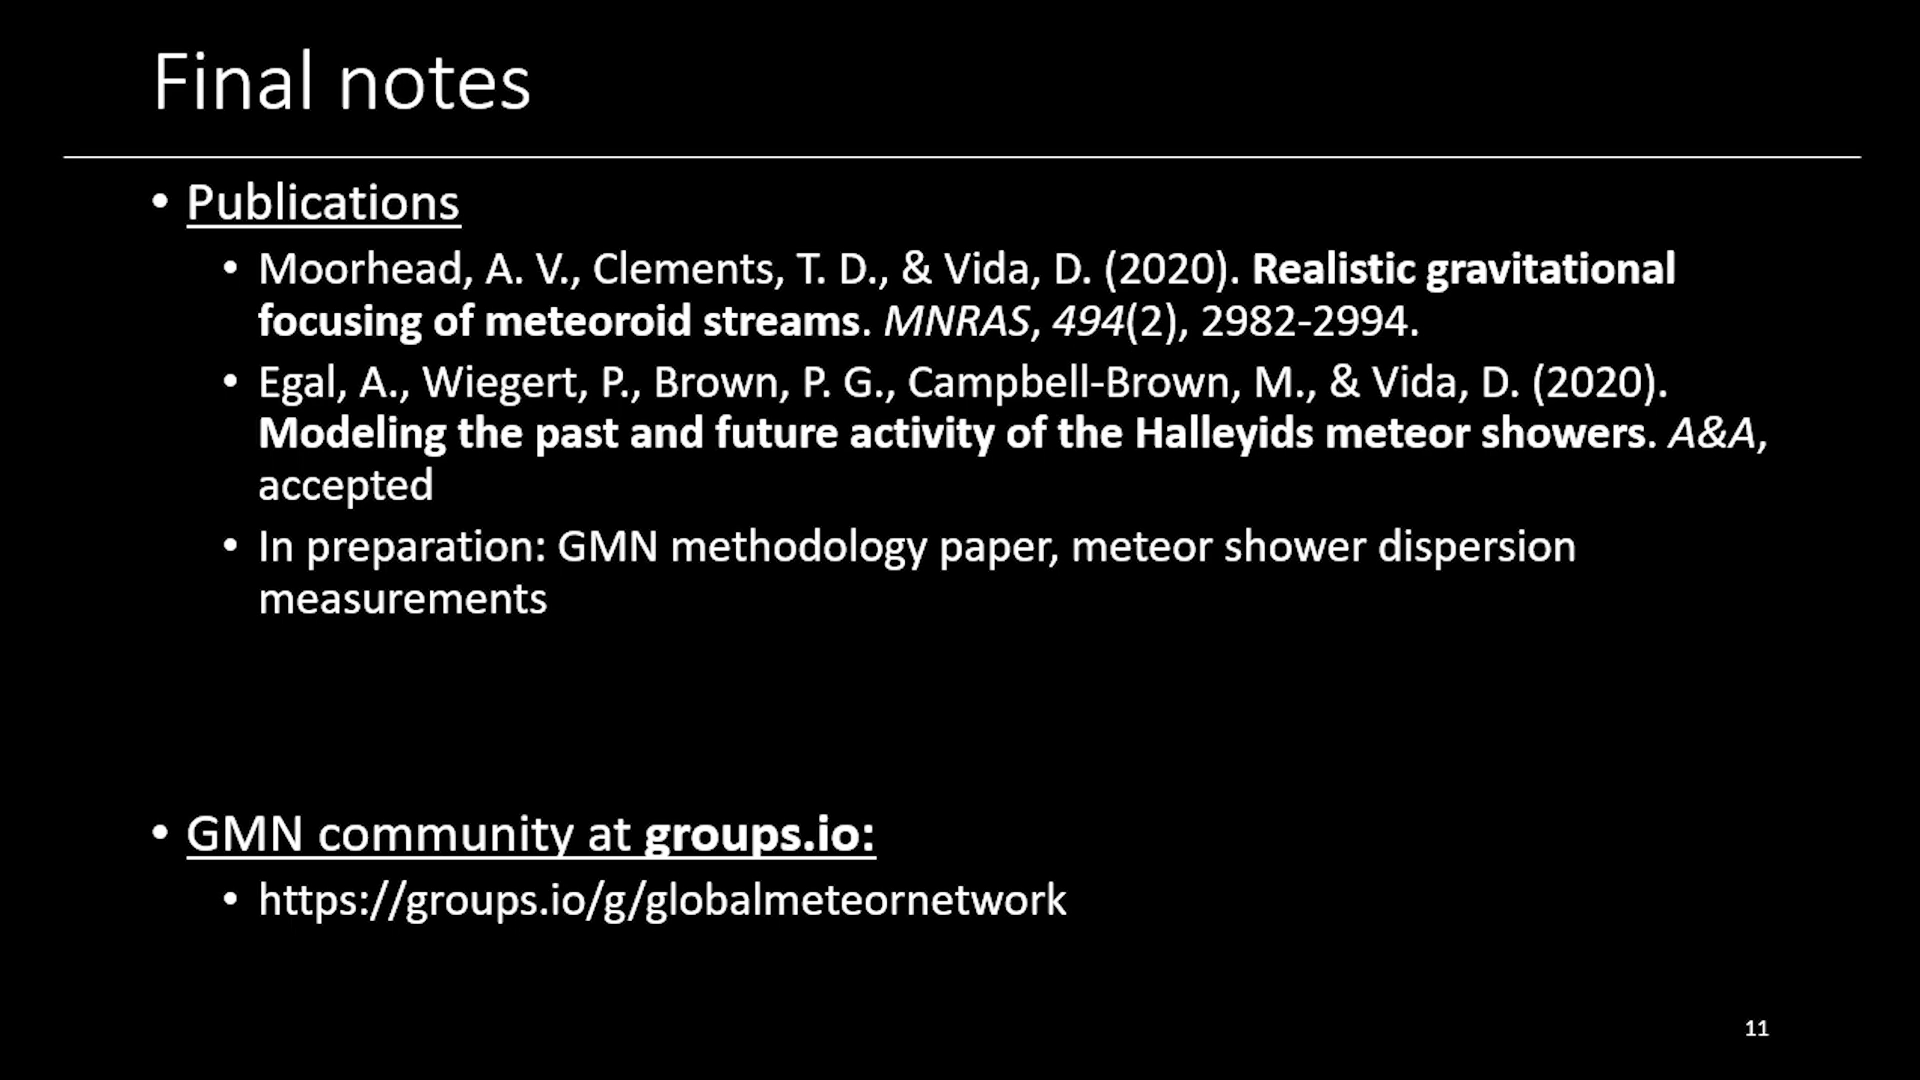 Final notes
• Publications
• Moorhead, A. V., Clements, T. D., & Vida, D. (2020). Realistic gravitational
focusing of meteoroid streams. MNRAS, 494(2), 2982-2994.
• Egal, A., Wiegert, P., Brown, P. G., Campbell-Brown, M., & Vida, D. (2020).
Modeling the past and future activity of the Halleyids meteor showers. A&A,
accepted
• In preparation: GMN methodology paper, meteor shower dispersion
measurements
• GMN community at groups.io:
• https://groups.io/g/globalmeteornetwork
11